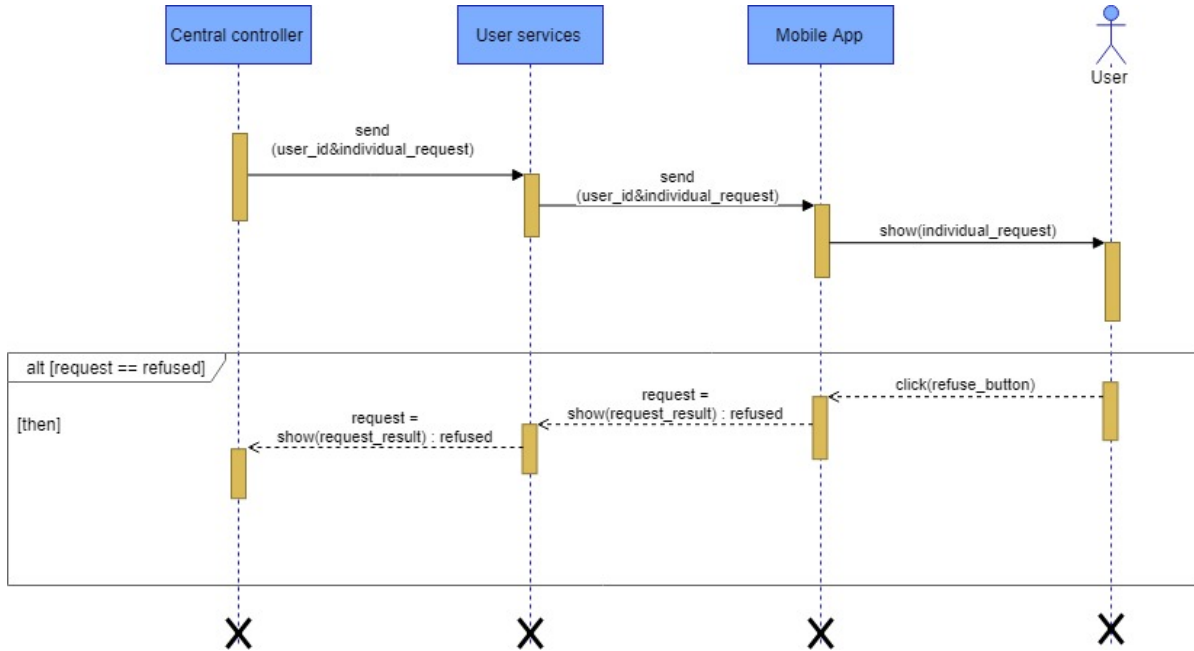 Central controller
User services
Mobile App
User
send
(user_id&individual_request)
send
(user_id&individual_request)
show(individual_request)
alt [request == refused]
click(refuse_button)
request =
show(request_result) : refused
[then]
request =
show(request_result) : refused